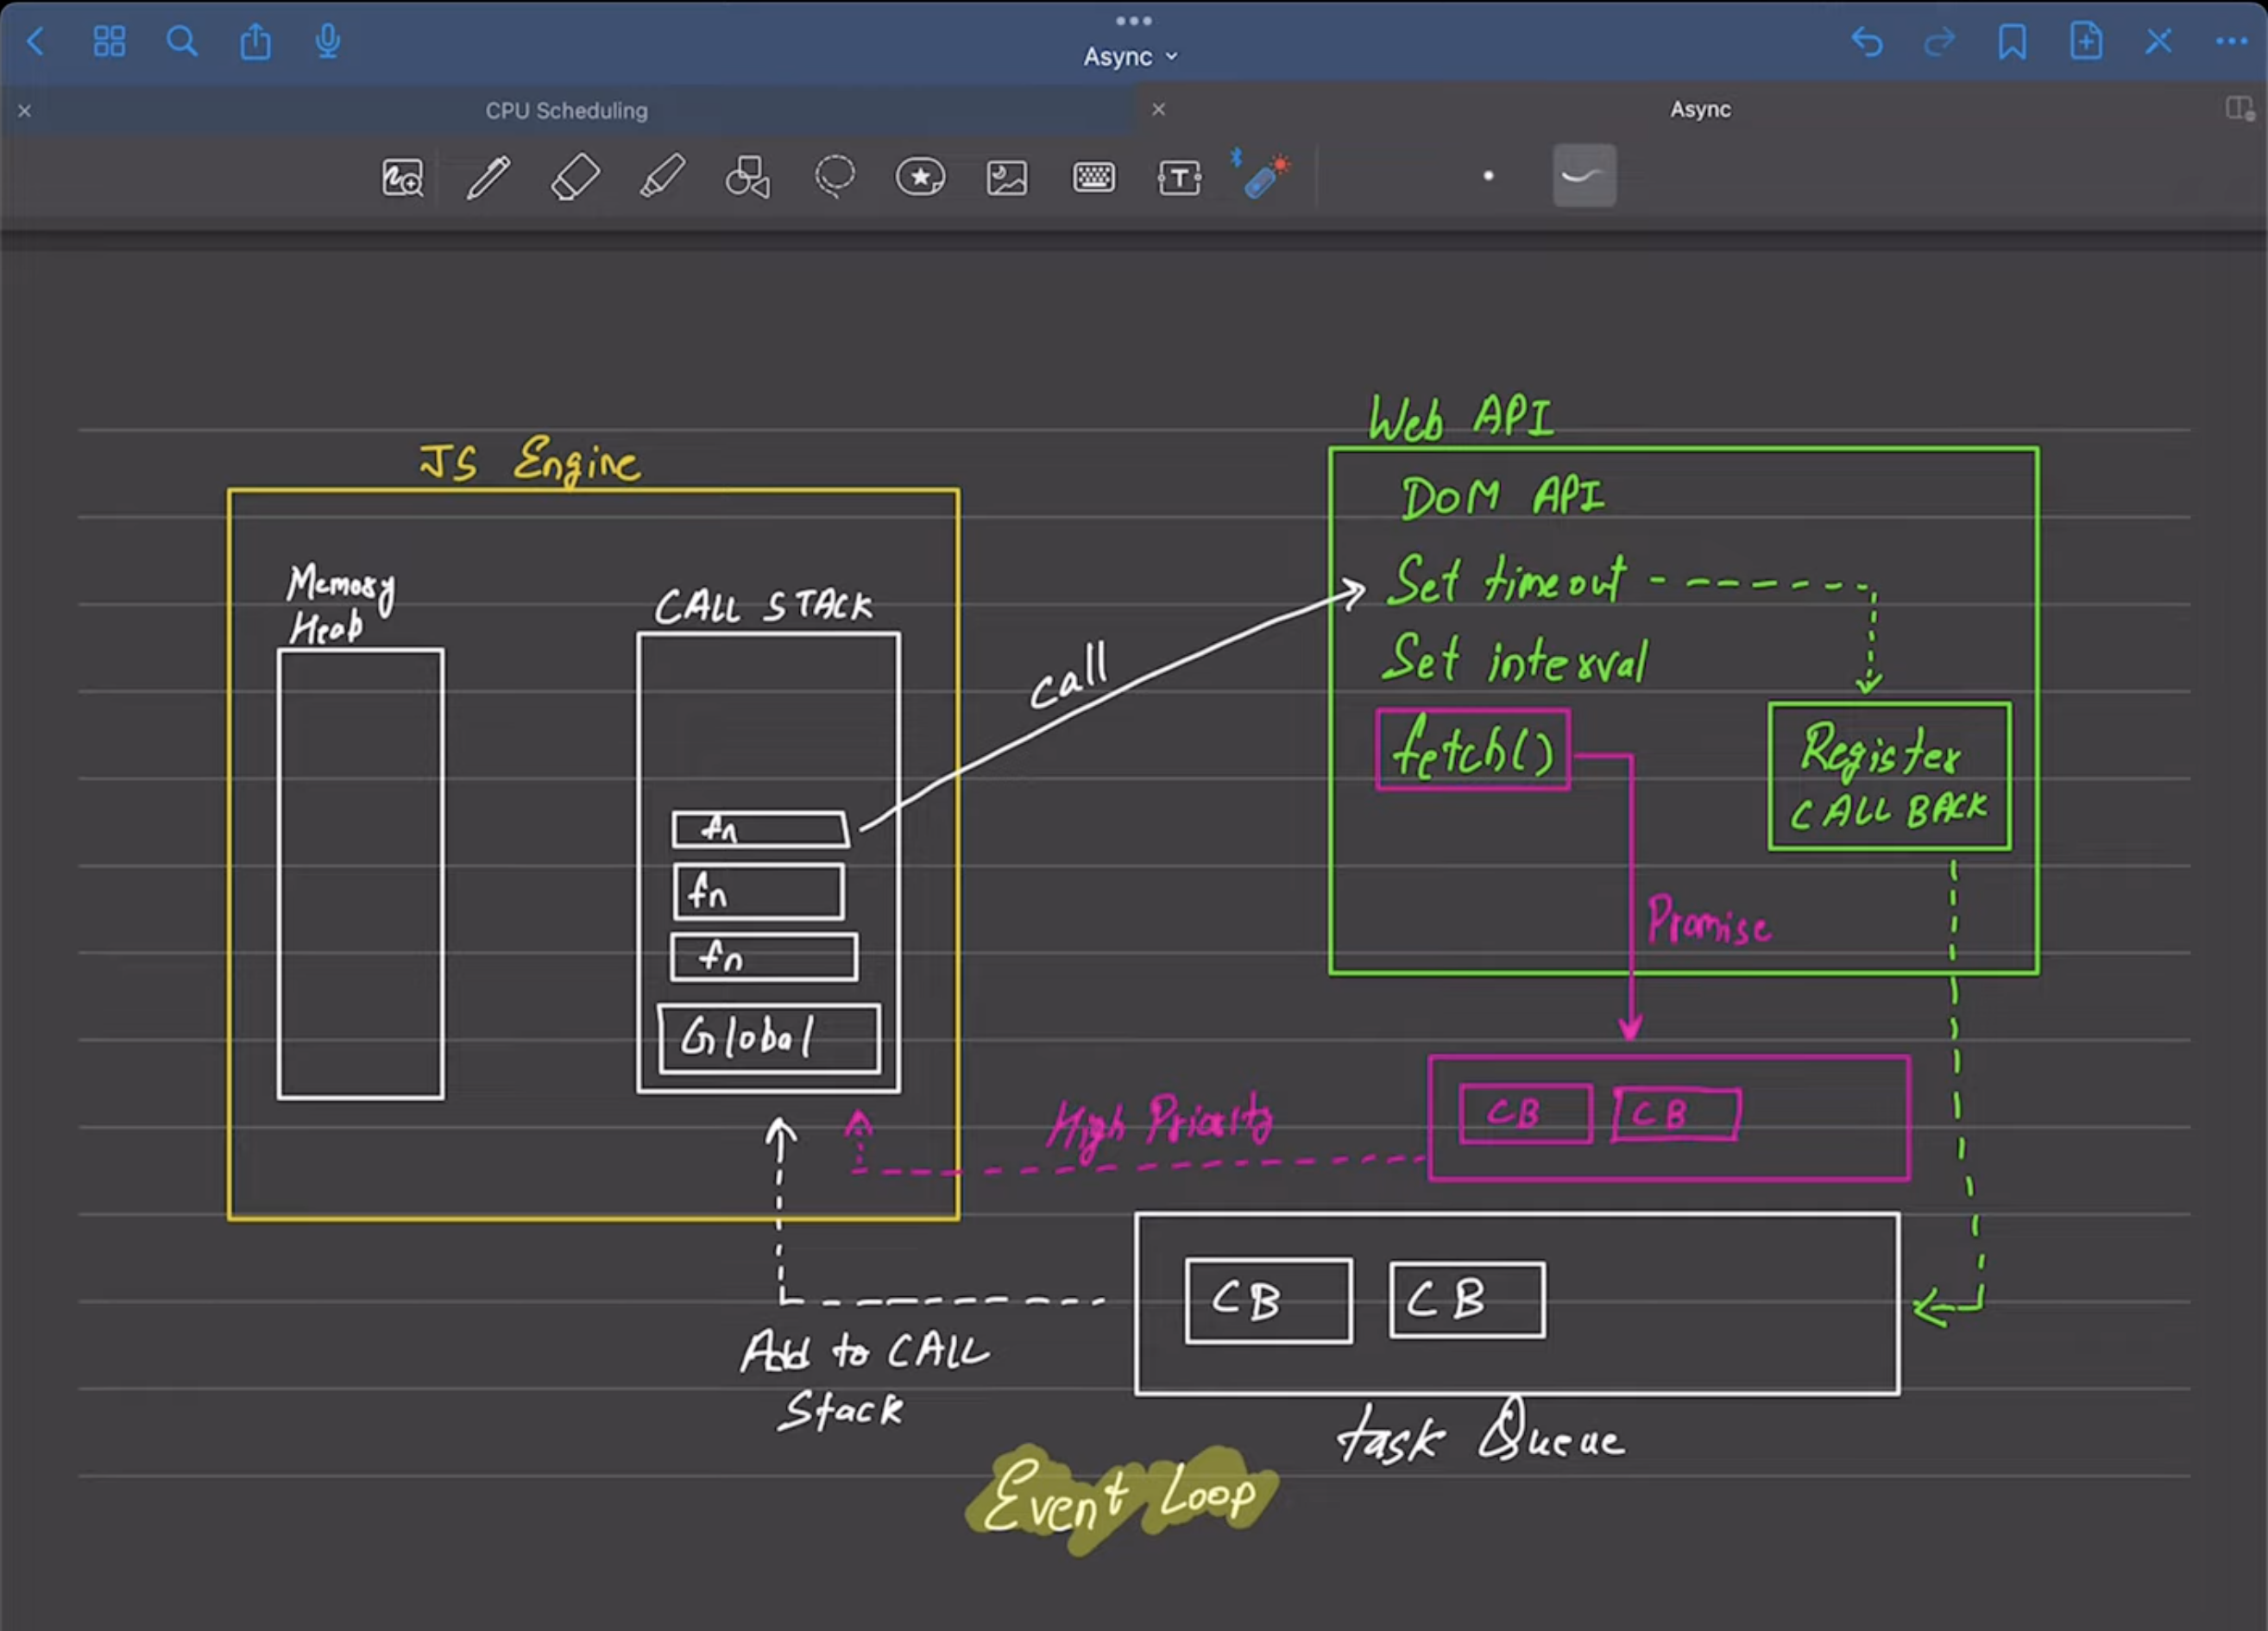 Async
CPU Scheduling
Async
Web API
JS Engine
DOM API
Memory
Heap
CALL STACK
Set timeout
call
Set interval
fetch()
Register
CALL BACK
fn
fn
fn
Promise
Global
High Priority
CB
CB
CB
CB
Add to CALL
Stack
task Queue
Event Loop